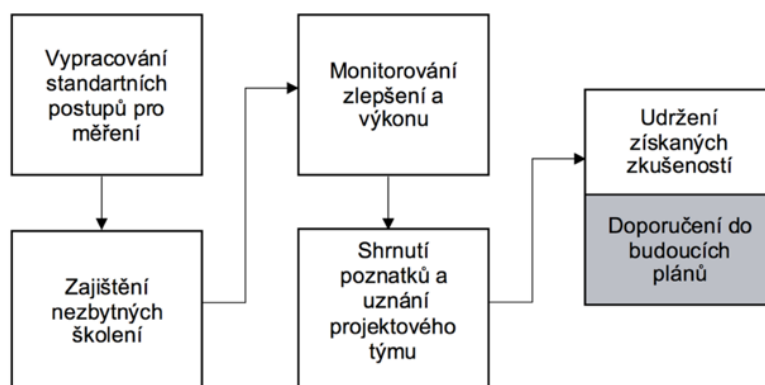 Vypracování
standartních
postupů pro
měření
Zajištění
nezbytných
školení
Monitorování
zlepšení a
výkonu
Shrnutí
poznatků a
uznání
projektového
týmu
Udržení
získaných
zkušeností
Doporučení do
budoucích
plánů